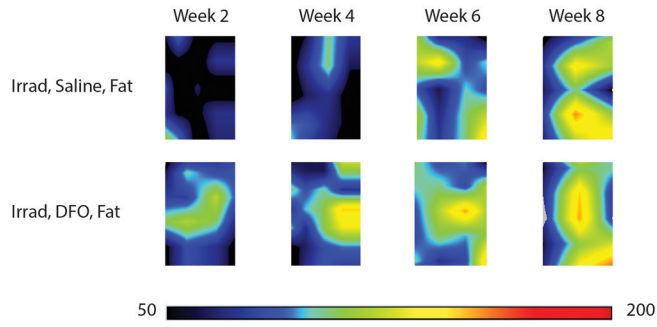 Week 2 Week 4 Week 6 Week 8
Irrad, Saline, Fat
Irrad, DFO, Fat
50 200